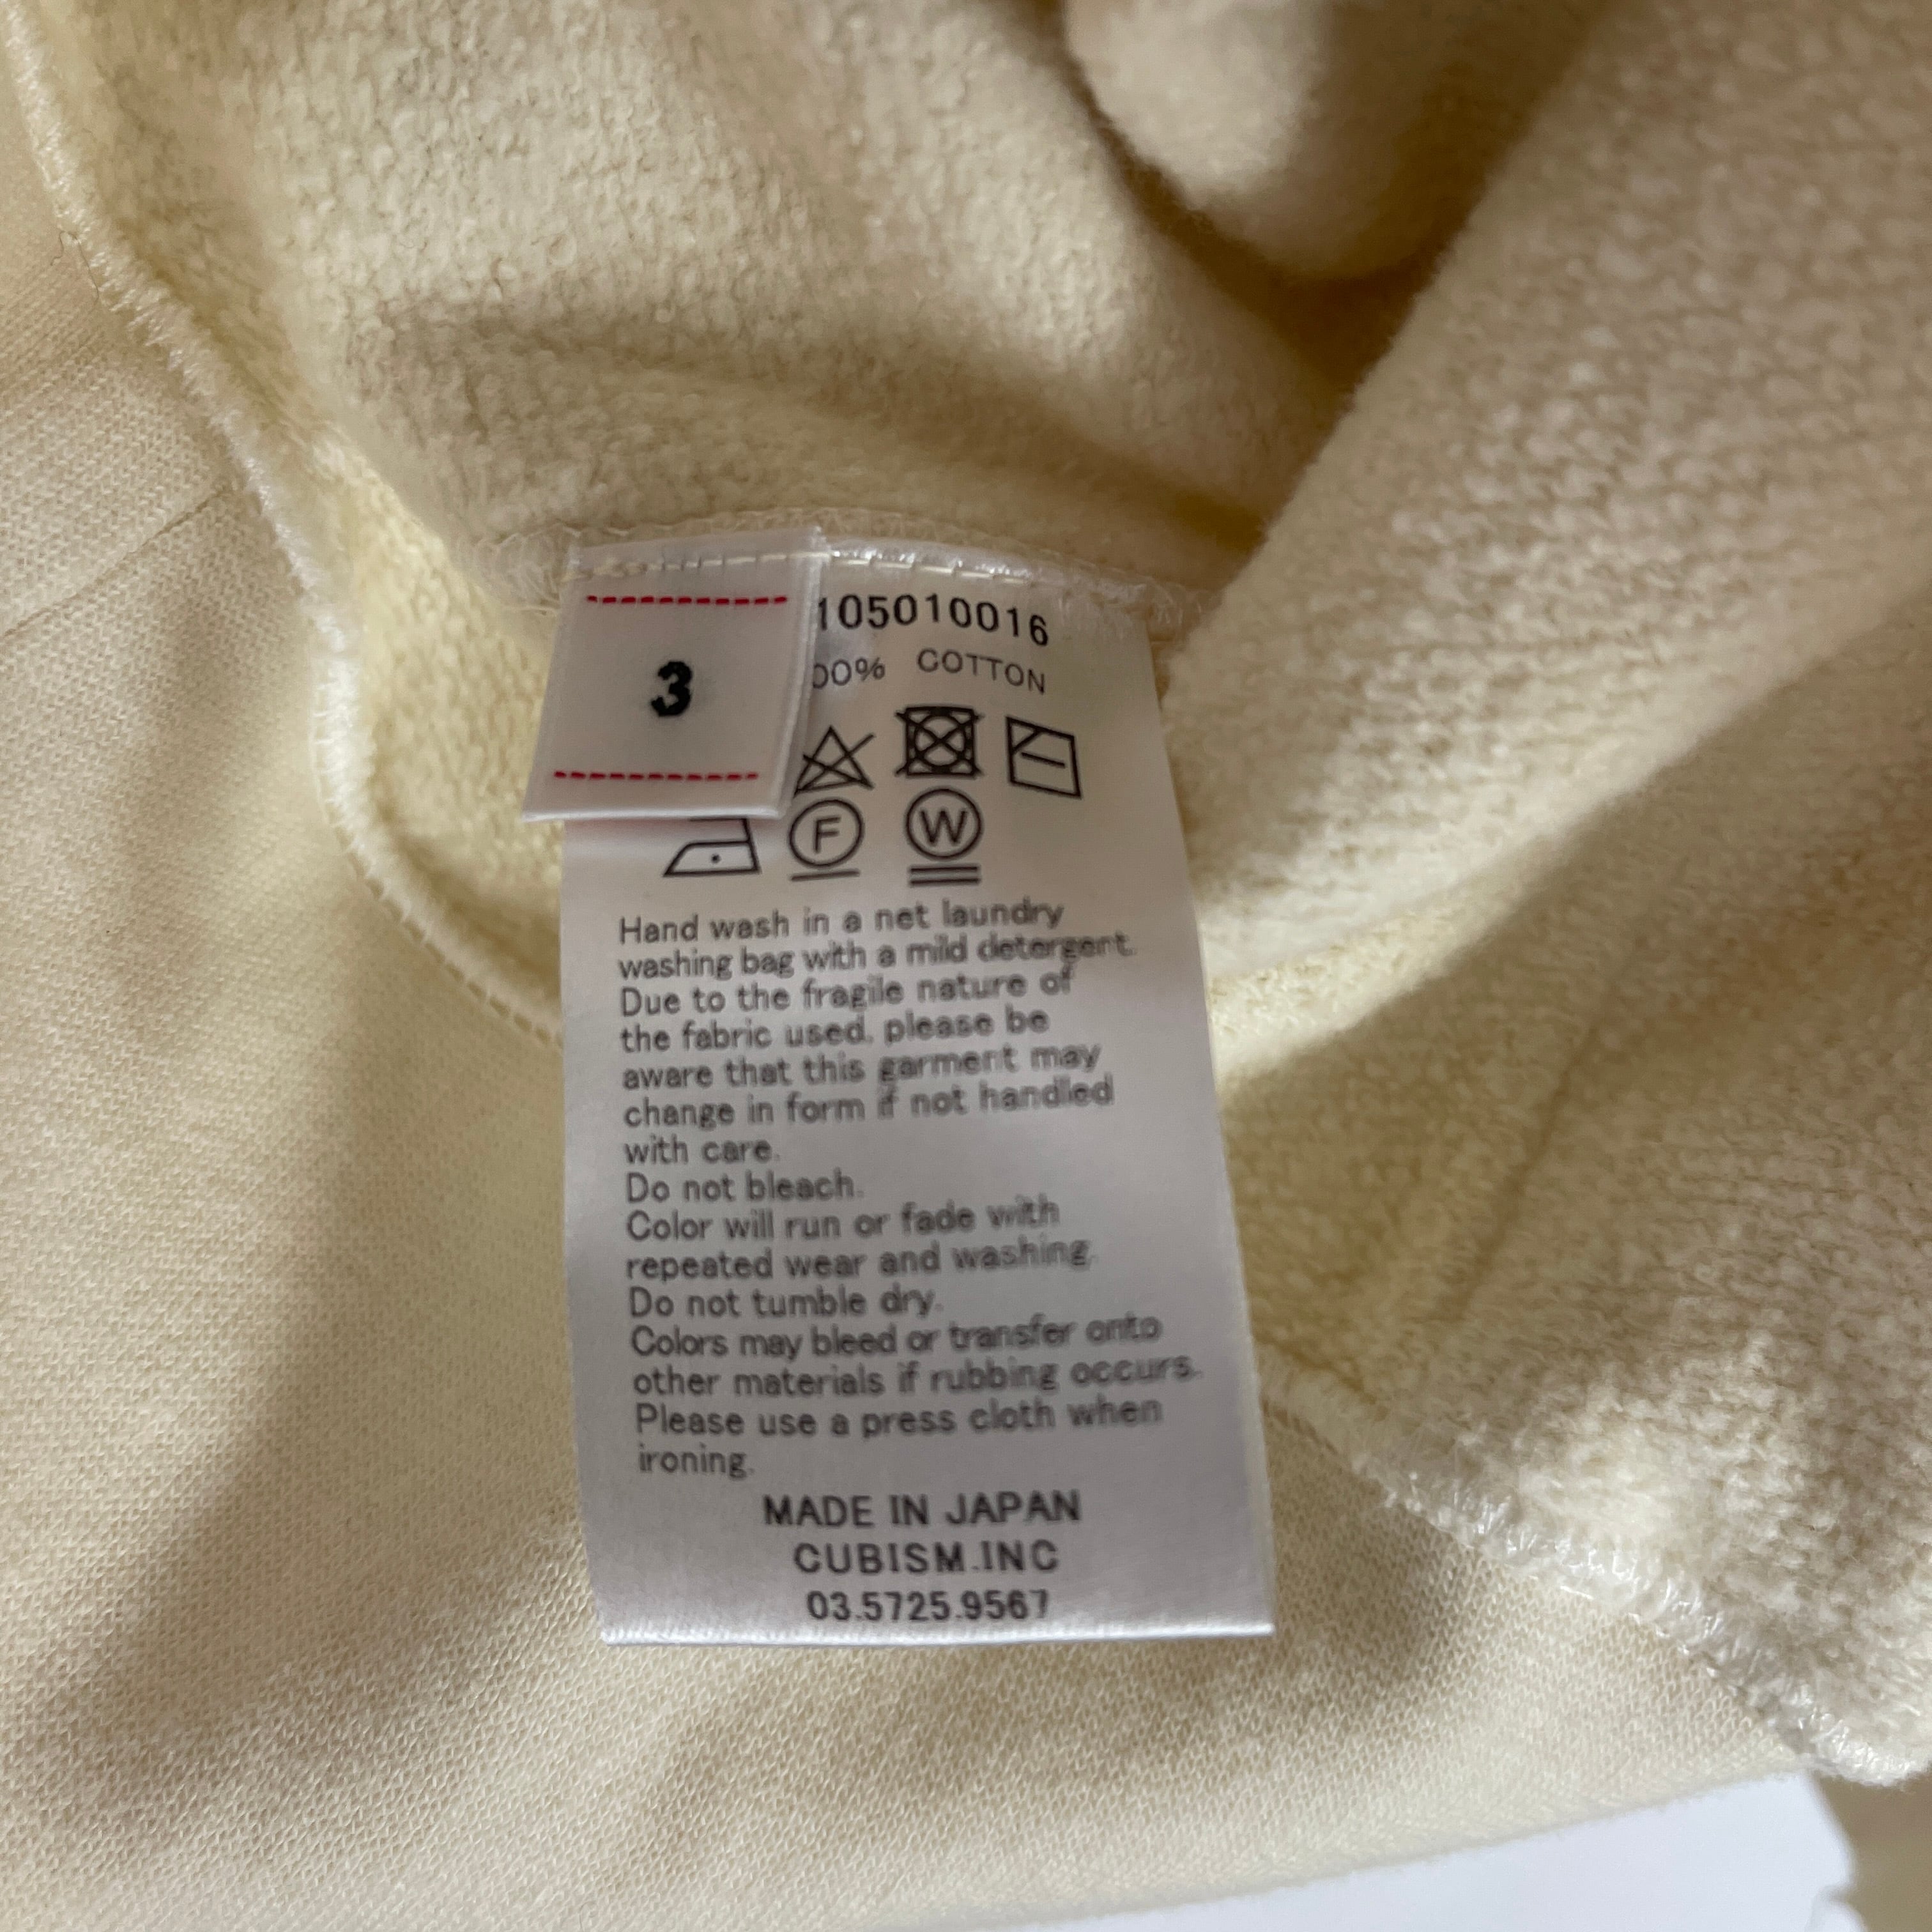 3
105010016
00% COTTON
F
W
Hand wash in a net laundry
washing bag with a mild detergent.
Due to the fragile nature of
the fabric used, please be
aware that this garment may
change in form if not handled
with care.
Do not bleach.
Color will run or fade with
repeated wear and washing.
Do not tumble dry.
Colors may bleed or transfer onto
other materials if rubbing occurs.
Please use a press cloth when
ironing.
MADE IN JAPAN
CUBISM.INC
03.5725.9567